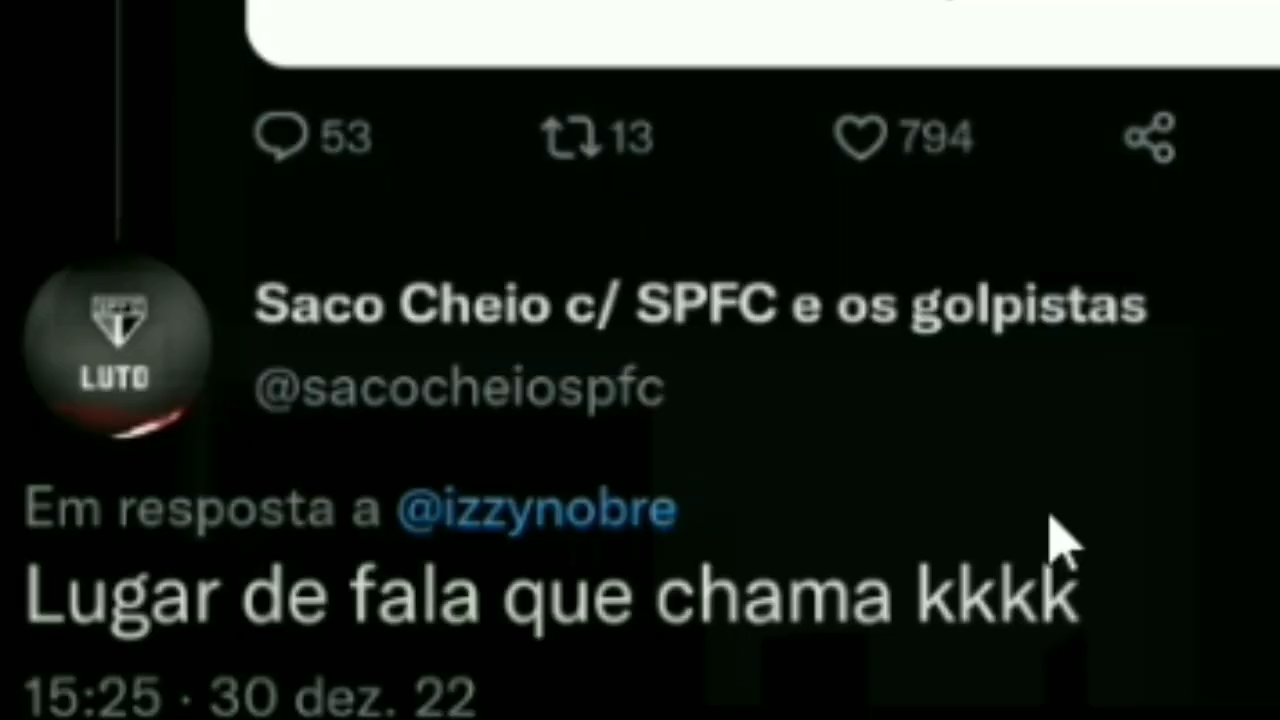 53 13 794
Saco Cheio c/ SPFC e os golpistas
LUTO
@sacocheiospfc
Em resposta a @izzynobre
Lugar de fala que chama kkkk
15:25 · 30 dez. 22